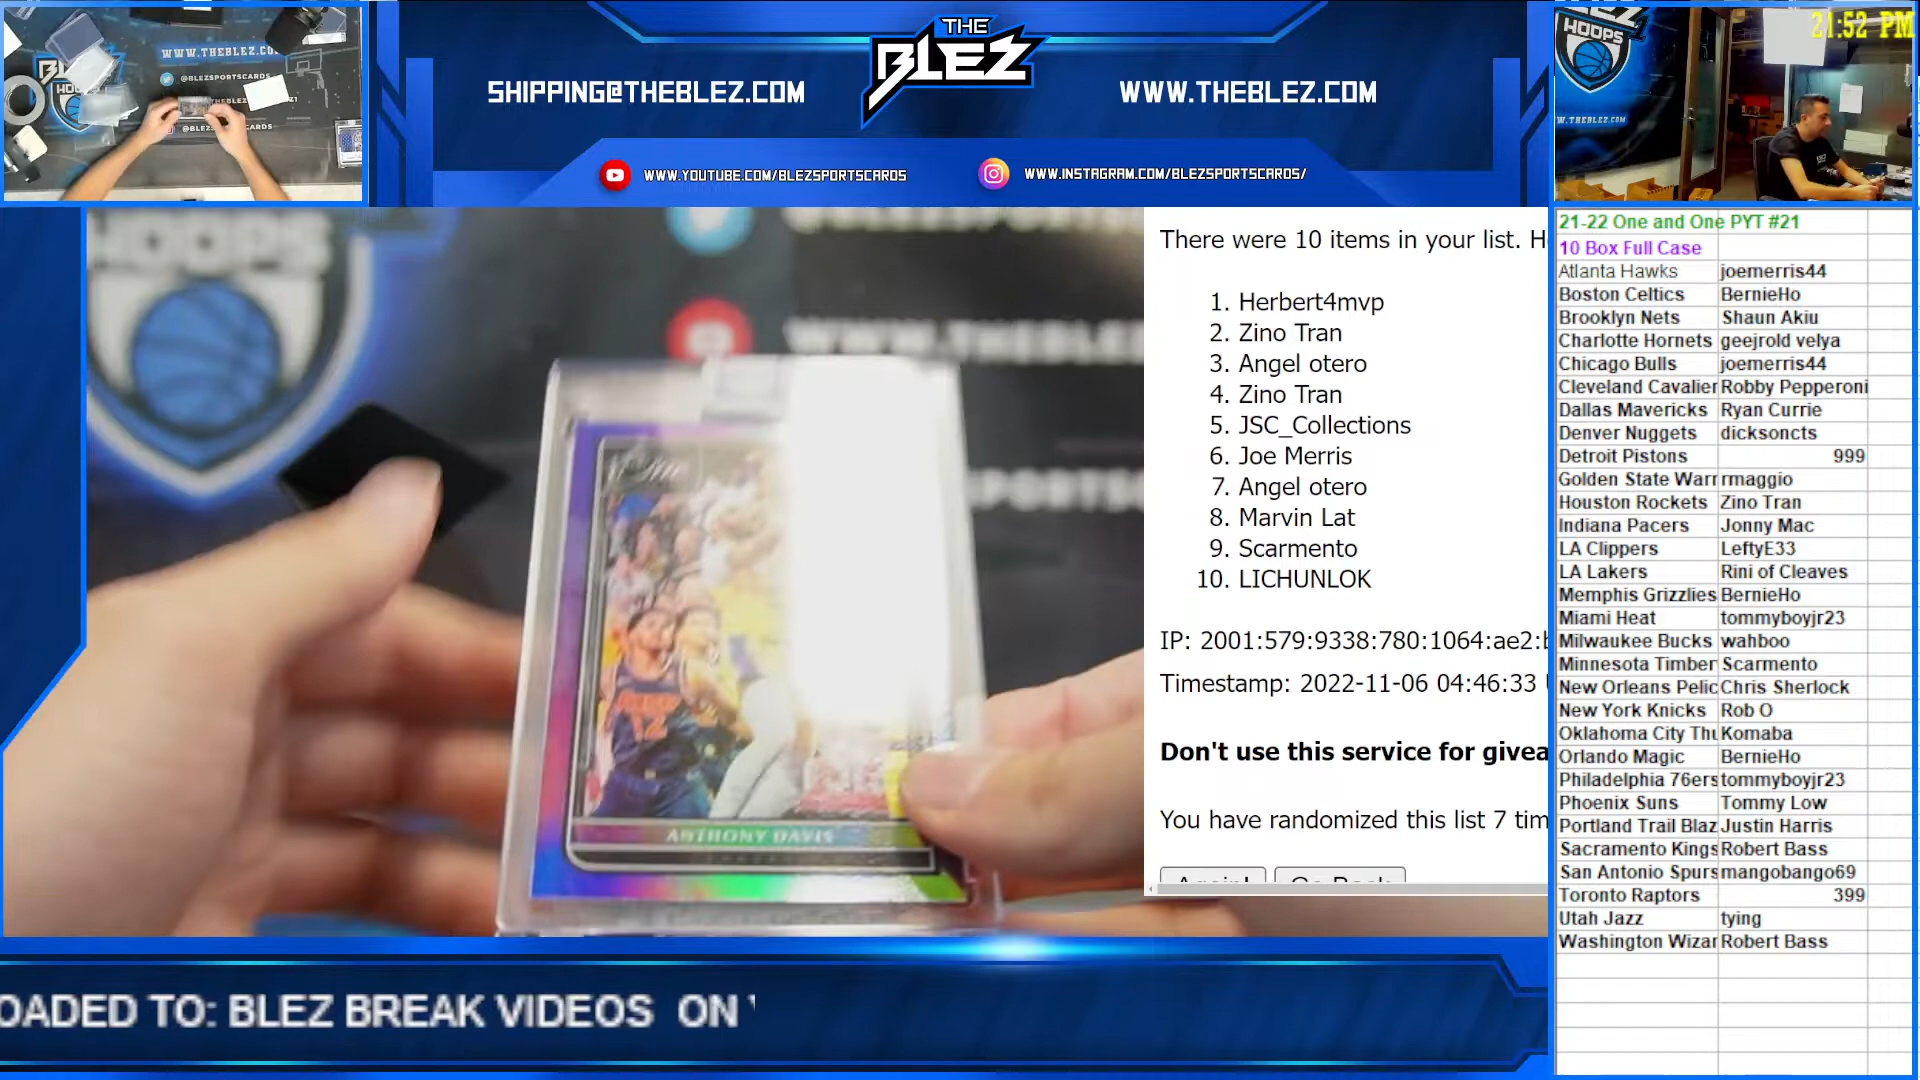 WWW.THEBLEZ.CO
@BLEZSPORTSCARDS
SHIPPING@THEBLEZ.COM
THE
BLEZ
WWW.THEBLEZ.COM
WWW.YOUTUBE.COM/BLEZSPORTSCARDS
WWW.INSTAGRAM.COM/BLEZSPORTSCARDS/
HOOPS
W.THEBLEZ.COM
21:52 PM
HOOPS
WWW.THEBLE
SPORTS
ANTHONY DAVIS
There were 10 items in your list. H
1. Herbert4mvp
2. Zino Tran
3. Angel otero
4. Zino Tran
5. JSC_Collections
6. Joe Merris
7. Angel otero
8. Marvin Lat
9. Scarmento
10. LICHUNLOK
IP: 2001:579:9338:780:1064:ae2:b
Timestamp: 2022-11-06 04:46:33
Don't use this service for givea
You have randomized this list 7 tim
Again! Go Back
21-22 One and One PYT #21
10 Box Full Case
Atlanta Hawks joemerris44
Boston Celtics BernieHo
Brooklyn Nets Shaun Akiu
Charlotte Hornets geejrold velya
Chicago Bulls joemerris44
Cleveland Cavalier Robby Pepperoni
Dallas Mavericks Ryan Currie
Denver Nuggets dicksoncts
Detroit Pistons 999
Golden State Warr rmaggio
Houston Rockets Zino Tran
Indiana Pacers Jonny Mac
LA Clippers LeftyE33
LA Lakers Rini of Cleaves
Memphis Grizzlies BernieHo
Miami Heat tommyboyjr23
Milwaukee Bucks wahboo
Minnesota Timber Scarmento
New Orleans Pelic Chris Sherlock
New York Knicks Rob O
Oklahoma City Thu Komaba
Orlando Magic BernieHo
Philadelphia 76ers tommyboyjr23
Phoenix Suns Tommy Low
Portland Trail Blaz Justin Harris
Sacramento Kings Robert Bass
San Antonio Spurs mangobango69
Toronto Raptors 399
Utah Jazz tying
Washington Wizar Robert Bass
OADED TO: BLEZ BREAK VIDEOS ON